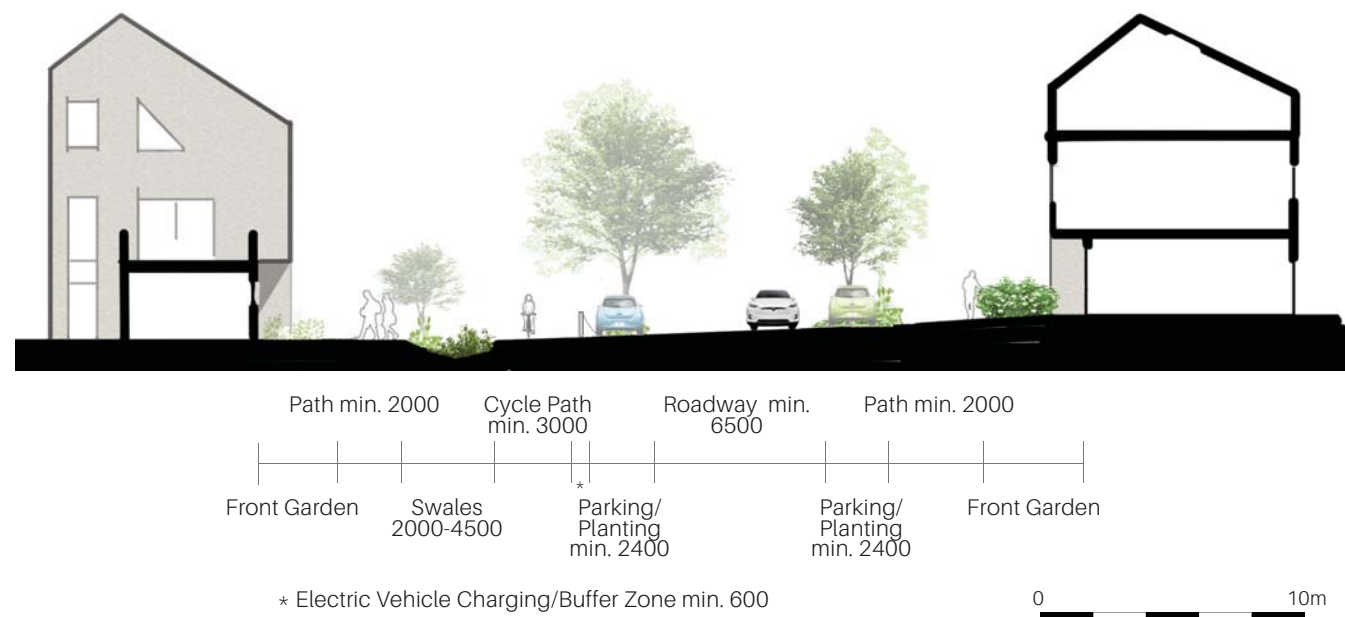 Path min. 2000
Cycle Path
min. 3000
Roadway min.
6500
Path min. 2000
Front Garden
Swales
2000-4500
*
Parking/
Planting
min. 2400
Parking/
Planting
min. 2400
Front Garden
* Electric Vehicle Charging/Buffer Zone min. 600
0 10m